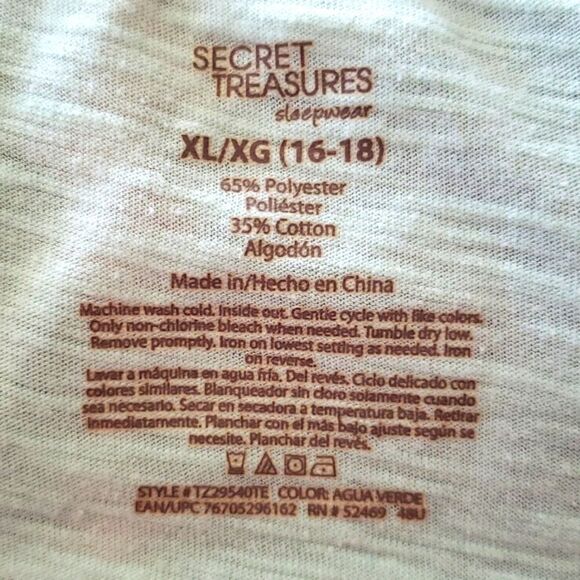 SECRET
TREASURES
sleepwear
XL/XG (16-18)
65% Polyester
Poliéster
35% Cotton
Algodón
Made in/Hecho en China
Machine wash cold. Inside out. Gentle cycle with like colors.
Only non-chlorine bleach when needed. Tumble dry low.
Remove promptly. Iron on lowest setting as needed. Iron
on reverse.
Lavar a máquina en agua fría. Del revés. Ciclo delicado con
colores similares. Blanqueador sin cloro solamente cuando
sea necesario. Secar en secadora a temperatura baja. Retirar
inmediatamente. Planchar con el más bajo ajuste según se
necesite. Planchar del revés.
STYLE # TZ29540TE COLOR: AGUA VERDE
EAN/UPC 76705296162 RN # 52469 48U